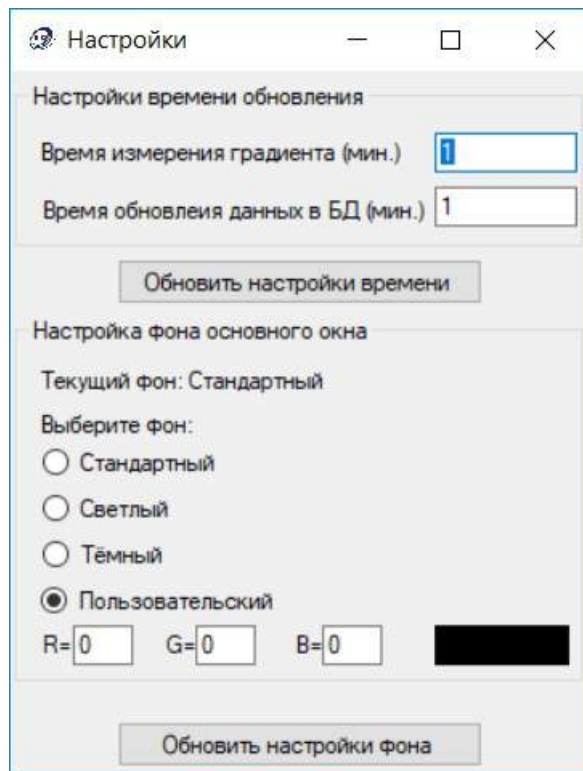 Настройки
Настройки времени обновления
Время измерения градиента (мин.) 1
Время обновлеия данных в БД (мин.) 1
Обновить настройки времени
Настройка фона основного окна
Текущий фон: Стандартный
Выберите фон:
Стандартный
Светлый
Тёмный
Пользовательский
R= 0 G= 0 B= 0
Обновить настройки фона